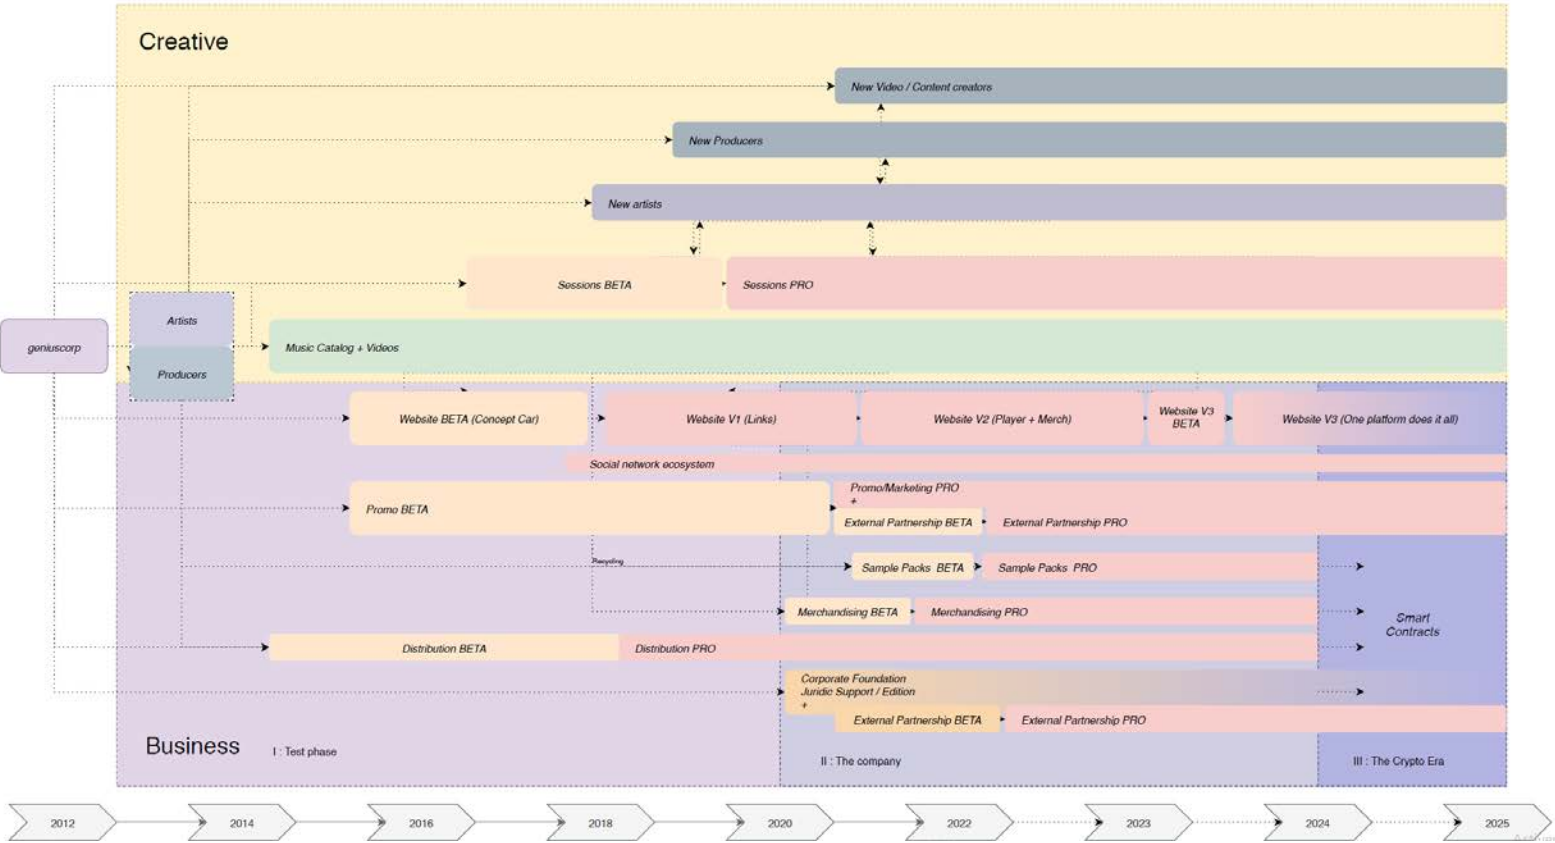 Creative
New Video / Content creators
New Producers
New artists
Sessions BETA
Sessions PRO
Artists
geniuscorp
Music Catalog + Videos
Producers
Website BETA (Concept Car)
Website V1 (Links)
Website V2 (Player + Merch)
Website V3
BETA
Website V3 (One platform does it all)
Social network ecosystem
Promo BETA
Promo/Marketing PRO
+
External Partnership BETA
External Partnership PRO
Recycling
Sample Packs BETA
Sample Packs PRO
Merchandising BETA
Merchandising PRO
Smart
Contracts
Distribution BETA
Distribution PRO
Corporate Foundation
Juridic Support / Edition
+
External Partnership BETA
External Partnership PRO
Business
I : Test phase
II : The company
III : The Crypto Era
2012
2014
2016
2018
2020
2022
2023
2024
2025